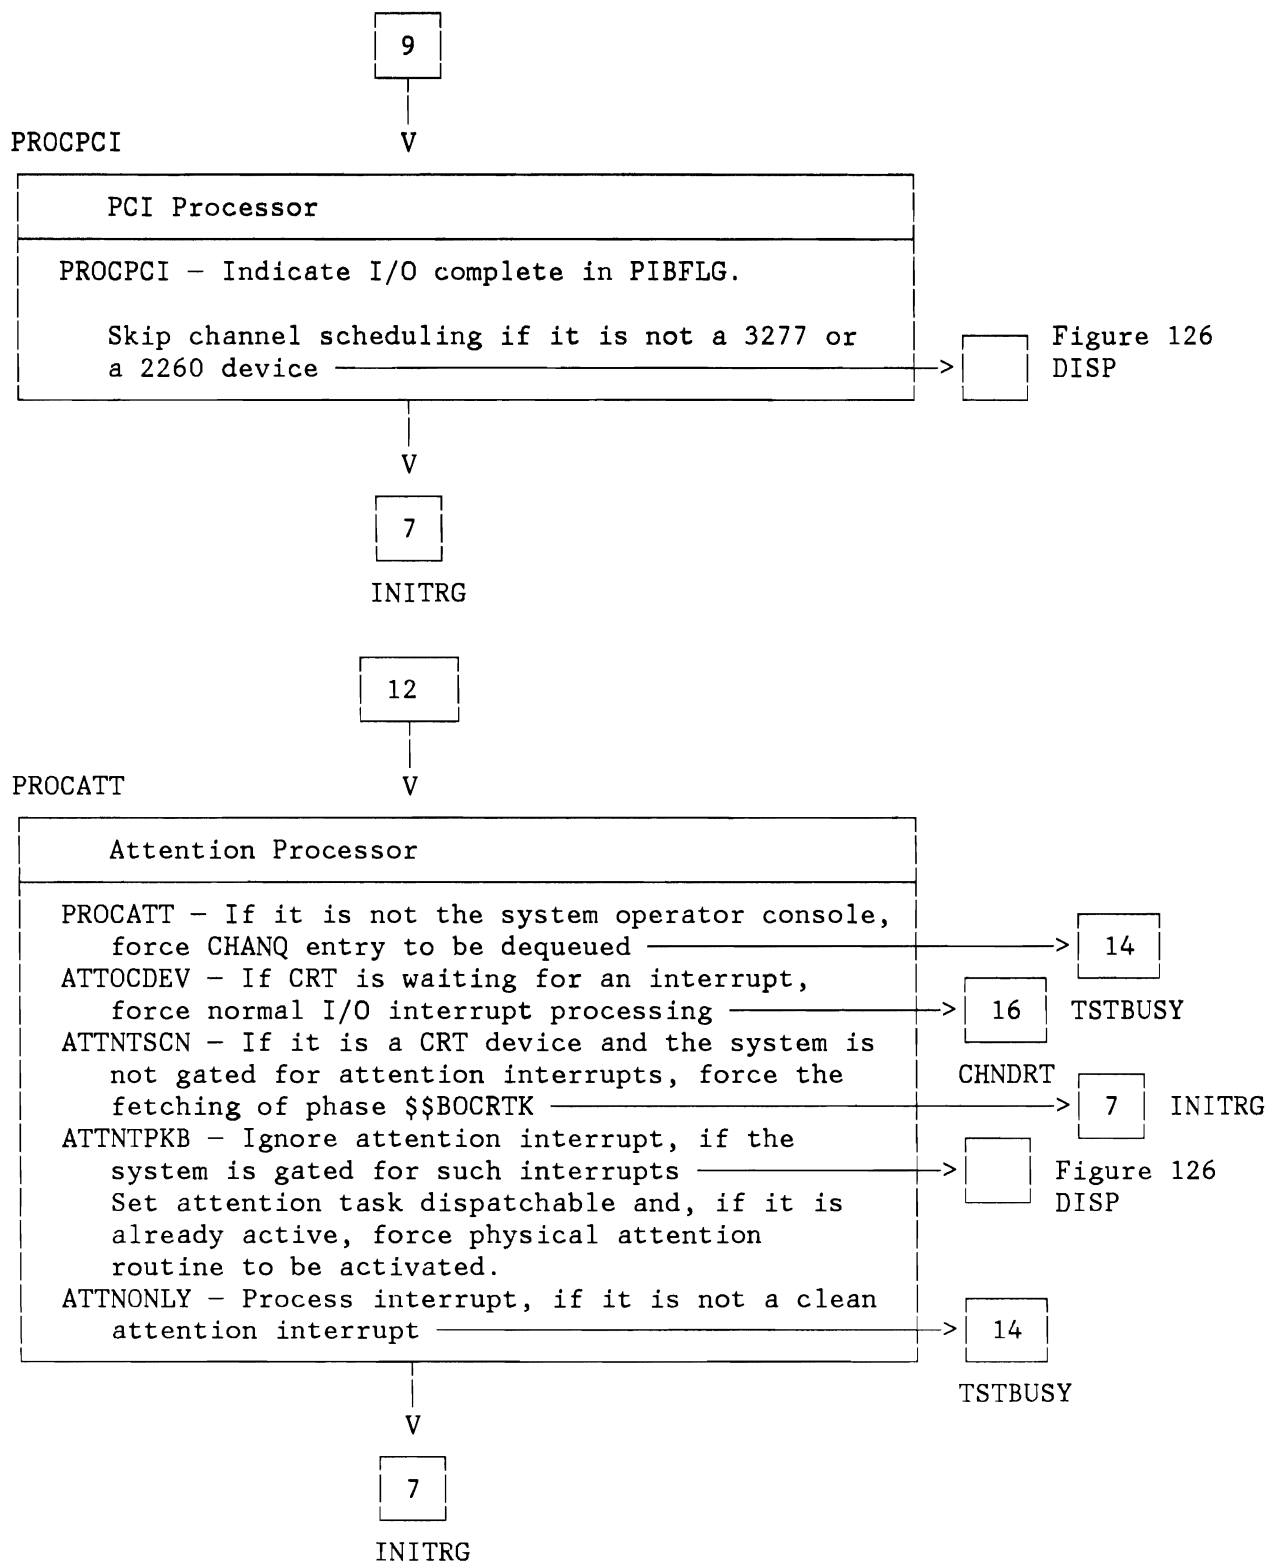 9
PROCPCI V
PCI Processor
PROCPCI — Indicate I/O complete in PIBFLG.
Skip channel scheduling if it is not a 3277 or Figure 126
a 2260 device > DISP
V
7
INITRG
12
PROCATT V
Attention Processor
PROCATT — If it is not the system operator console,
force CHANQ entry to be dequeued > 14
ATTOCDEV — If CRT is waiting for an interrupt,
force normal I/O interrupt processing > 16 TSTBUSY
ATTNTSCN — If it is a CRT device and the system is
not gated for attention interrupts, force the CHNDRT
fetching of phase $$BOCRTK > 7 INITRG
ATTNTPKB — Ignore attention interrupt, if the
system is gated for such interrupts > Figure 126
Set attention task dispatchable and, if it is DISP
already active, force physical attention
routine to be activated.
ATTNONLY — Process interrupt, if it is not a clean
attention interrupt > 14
TSTBUSY
V
7
INITRG